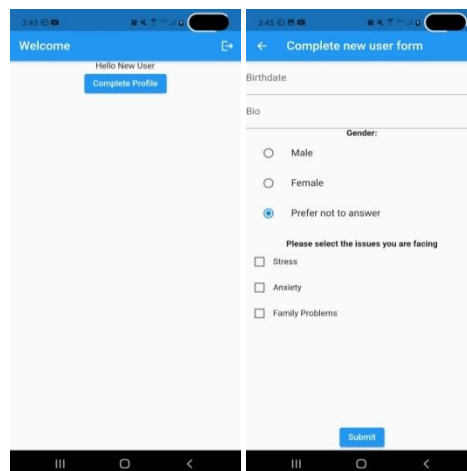 3:45
Welcome
Hello New User
Complete Profile
3:45
Complete new user form
Birthdate
Bio
Gender:
Male
Female
Prefer not to answer
Please select the issues you are facing
Stress
Anxiety
Family Problems
Submit